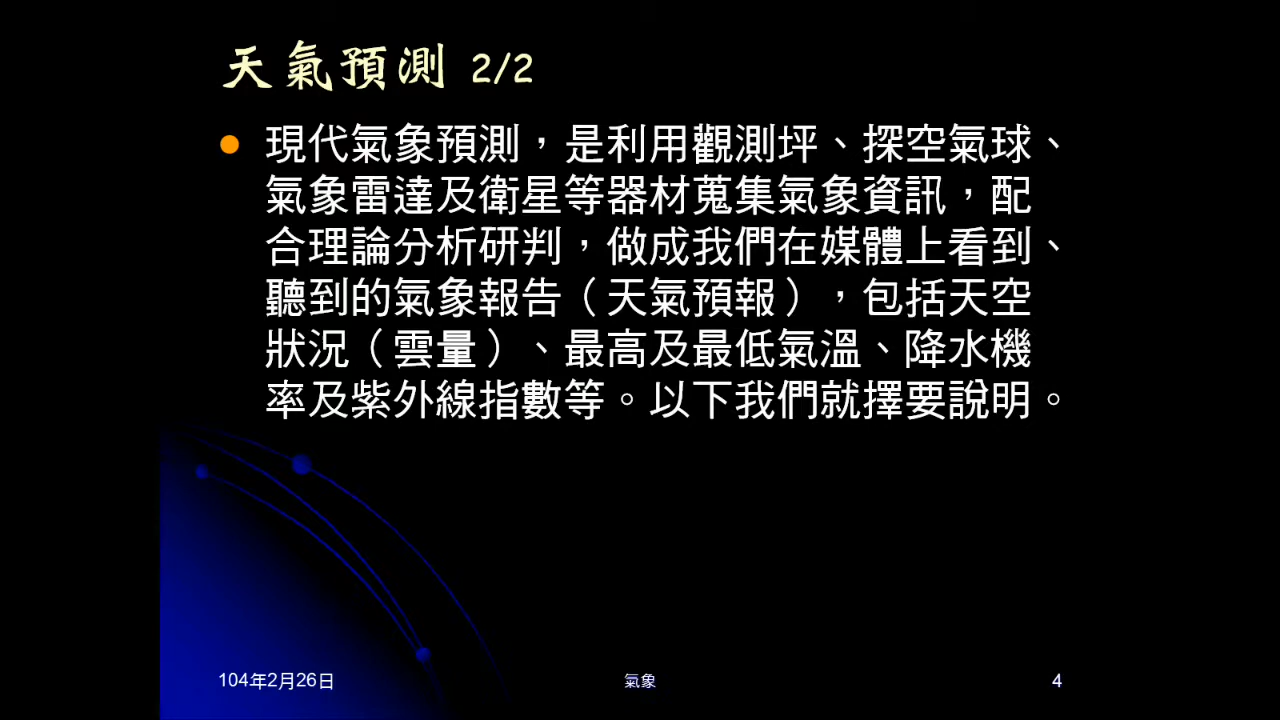 天氣預測 2/2
現代氣象預測，是利用觀測坪、探空氣球、
氣象雷達及衛星等器材蒐集氣象資訊，配
合理論分析研判，做成我們在媒體上看到、
聽到的氣象報告（天氣預報），包括天空
狀況（雲量）、最高及最低氣溫、降水機
率及紫外線指數等。以下我們就擇要說明。
104年2月26日
氣象
4